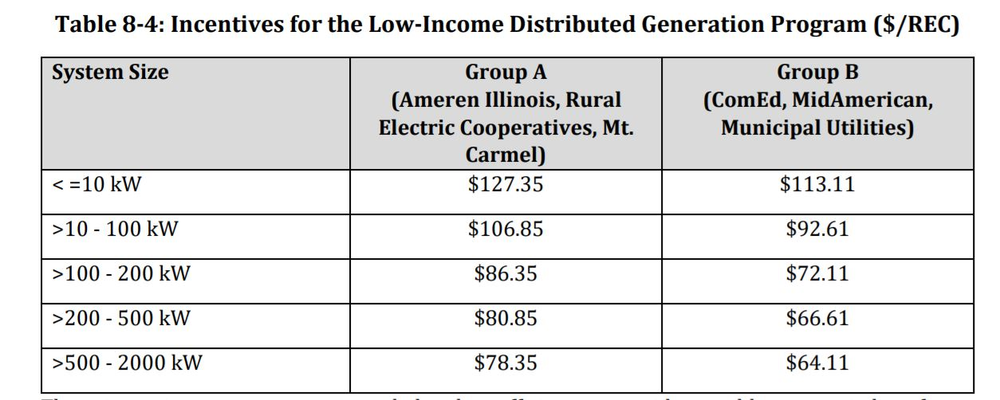 Table 8-4: Incentives for the Low-Income Distributed Generation Program ($/REC)
System Size
Group A
(Ameren Illinois, Rural
Electric Cooperatives, Mt.
Carmel)
Group B
(ComEd, MidAmerican,
Municipal Utilities)
< =10 kW $127.35 $113.11
>10 - 100 kW $106.85 $92.61
>100 - 200 kW $86.35 $72.11
>200 - 500 kW $80.85 $66.61
>500 - 2000 kW $78.35 $64.11